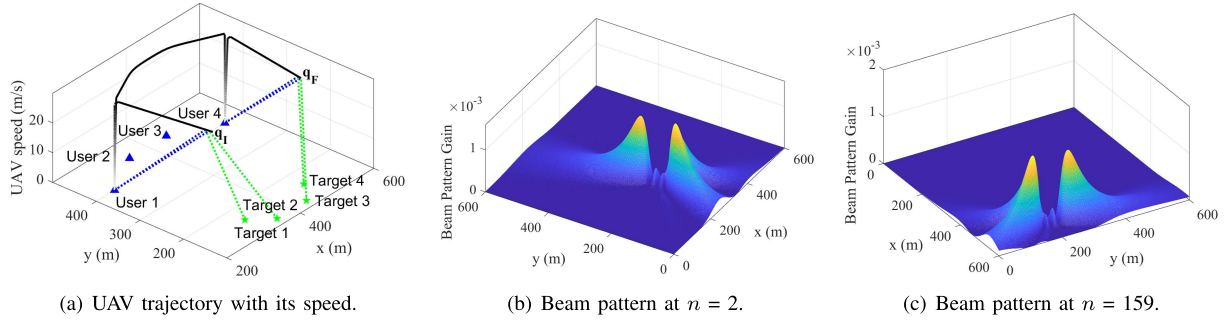 UAV speed (m/s)
20
10
0
User 4
User 3
User 2
User 1
q_F
q_I
Target 4
Target 3
Target 2
Target 1
400
300
200
y (m)
600
400
200
x (m)
(a) UAV trajectory with its speed.
×10⁻³
Beam Pattern Gain
1
0
600
400
200
0
y (m)
600
400
200
0
x (m)
(b) Beam pattern at n = 2.
×10⁻³
Beam Pattern Gain
2
1
0
0
200
400
600
x (m)
0
200
400
600
y (m)
(c) Beam pattern at n = 159.